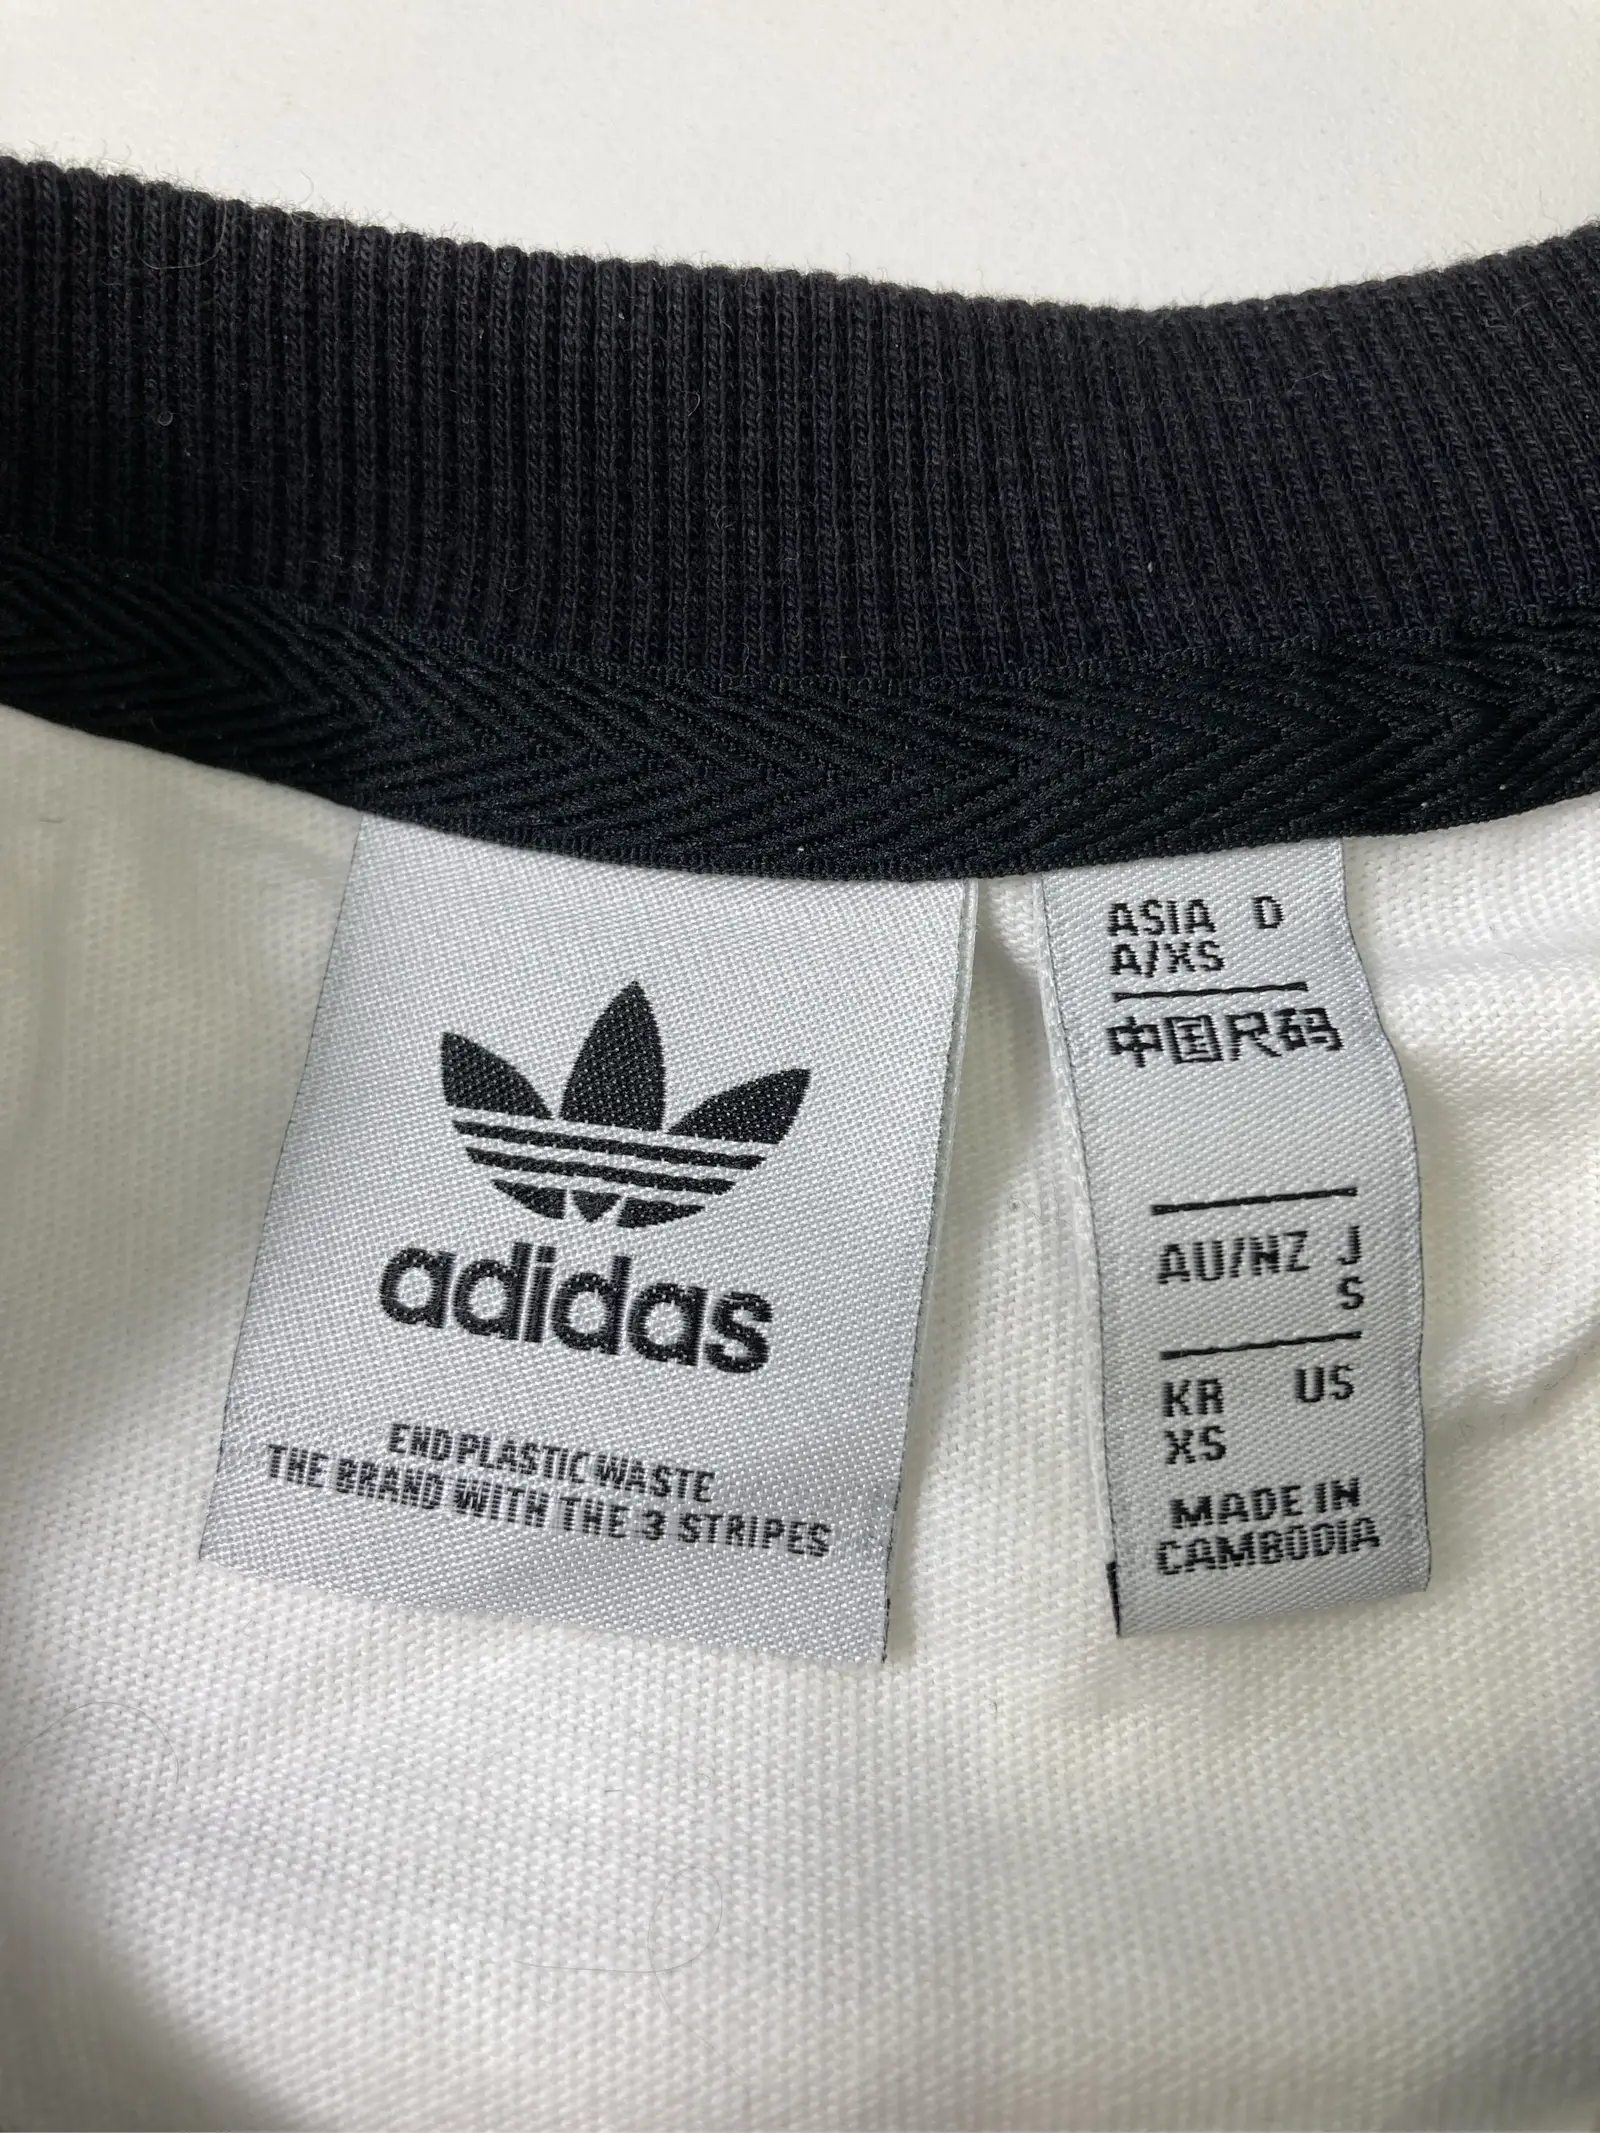 adidas
END PLASTIC WASTE
THE BRAND WITH THE 3 STRIPES
ASIA D
A/XS
中国尺码
AU/NZ J
S
KR US
XS
MADE IN
CAMBODIA